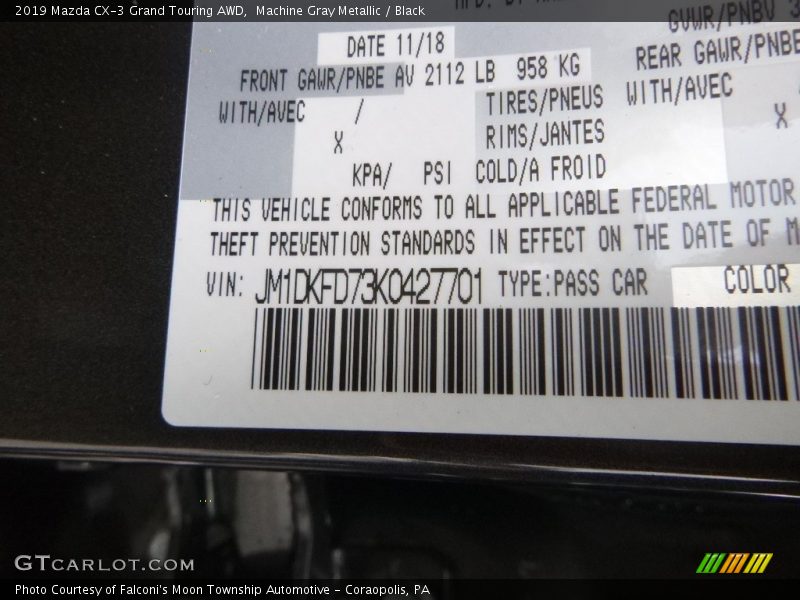 2019 Mazda CX-3 Grand Touring AWD, Machine Gray Metallic / Black
GVWR/PNBV
DATE 11/18
FRONT GAWR/PNBE AV 2112 LB 958 KG REAR GAWR/PNBE
WITH/AVEC / TIRES/PNEUS WITH/AVEC
X RIMS/JANTES X
KPA/ PSI COLD/A FROID
THIS VEHICLE CONFORMS TO ALL APPLICABLE FEDERAL MOTOR
THEFT PREVENTION STANDARDS IN EFFECT ON THE DATE OF M
VIN: JM1DKFD73K0427701 TYPE:PASS CAR COLOR
GTCARLOT.COM
Photo Courtesy of Falconi's Moon Township Automotive - Coraopolis, PA